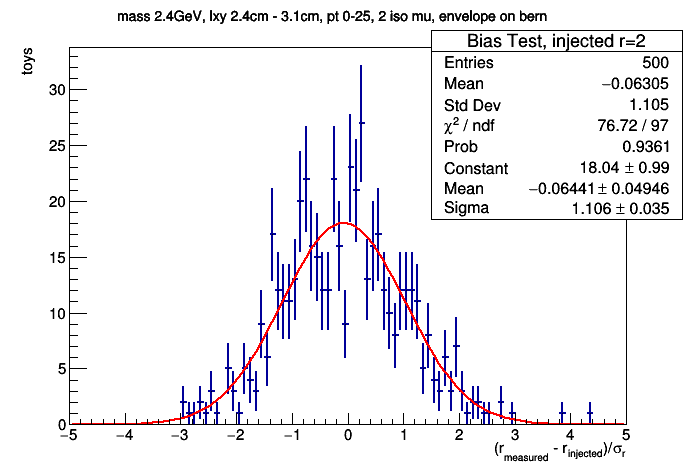 mass 2.4GeV, lxy 2.4cm - 3.1cm, pt 0-25, 2 iso mu, envelope on bern
toys
Bias Test, injected r=2
Entries 500
Mean −0.06305
Std Dev 1.105
χ² / ndf 76.72 / 97
Prob 0.9361
Constant 18.04 ± 0.99
Mean −0.06441 ± 0.04946
Sigma 1.106 ± 0.035
30
25
20
15
10
5
0
−5 −4 −3 −2 −1 0 1 2 3 4 5
(r_measured - r_injected)/σ_r